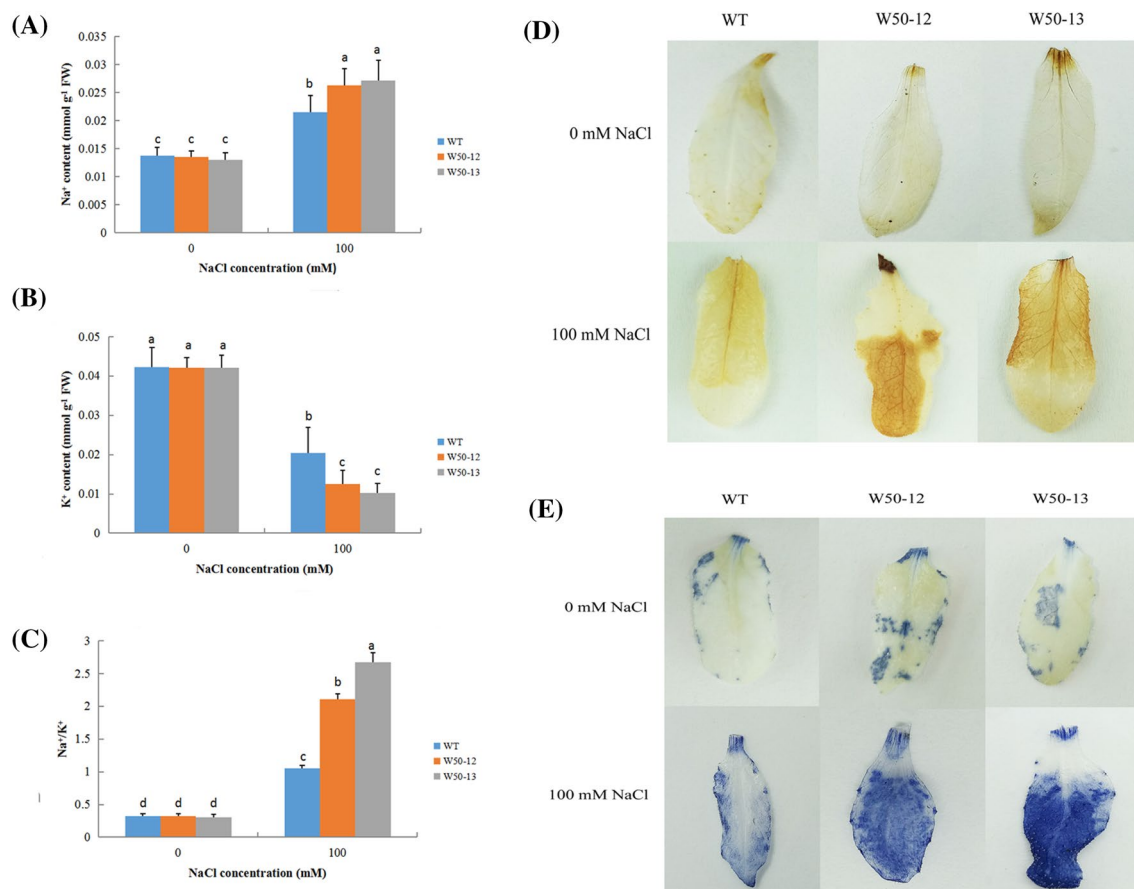 (A)
0.035
0.03
0.025
0.02
0.015
0.01
0.005
0
Na⁺ content (mmol g⁻¹ FW)
c c c
b a a
0 100
NaCl concentration (mM)
WT
W50-12
W50-13
(B)
0.05
0.04
0.03
0.02
0.01
0
K⁺ content (mmol g⁻¹ FW)
a a a
b c c
0 100
NaCl concentration (mM)
WT
W50-12
W50-13
(C)
3
2.5
2
1.5
1
0.5
0
Na⁺/K⁺
d d d
c b a
0 100
NaCl concentration (mM)
WT
W50-12
W50-13
(D)
WT W50-12 W50-13
0 mM NaCl
100 mM NaCl
(E)
WT W50-12 W50-13
0 mM NaCl
100 mM NaCl